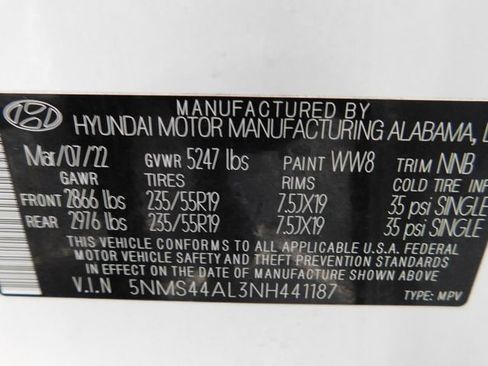 MANUFACTURED BY
HYUNDAI MOTOR MANUFACTURING ALABAMA,
Mar/07/22 GVWR 5247 lbs PAINT WW8 TRIM NNB
GAWR TIRES RIMS COLD TIRE INF
FRONT 2866 lbs 235/55R19 7.5JX19 35 psi SINGLE
REAR 2976 lbs 235/55R19 7.5JX19 35 psi SINGLE
THIS VEHICLE CONFORMS TO ALL APPLICABLE U.S.A. FEDERAL
MOTOR VEHICLE SAFETY AND THEFT PREVENTION STANDARDS IN
EFFECT ON THE DATE OF MANUFACTURE SHOWN ABOVE.
V.I.N 5NMS44AL3NH441187 TYPE: MPV